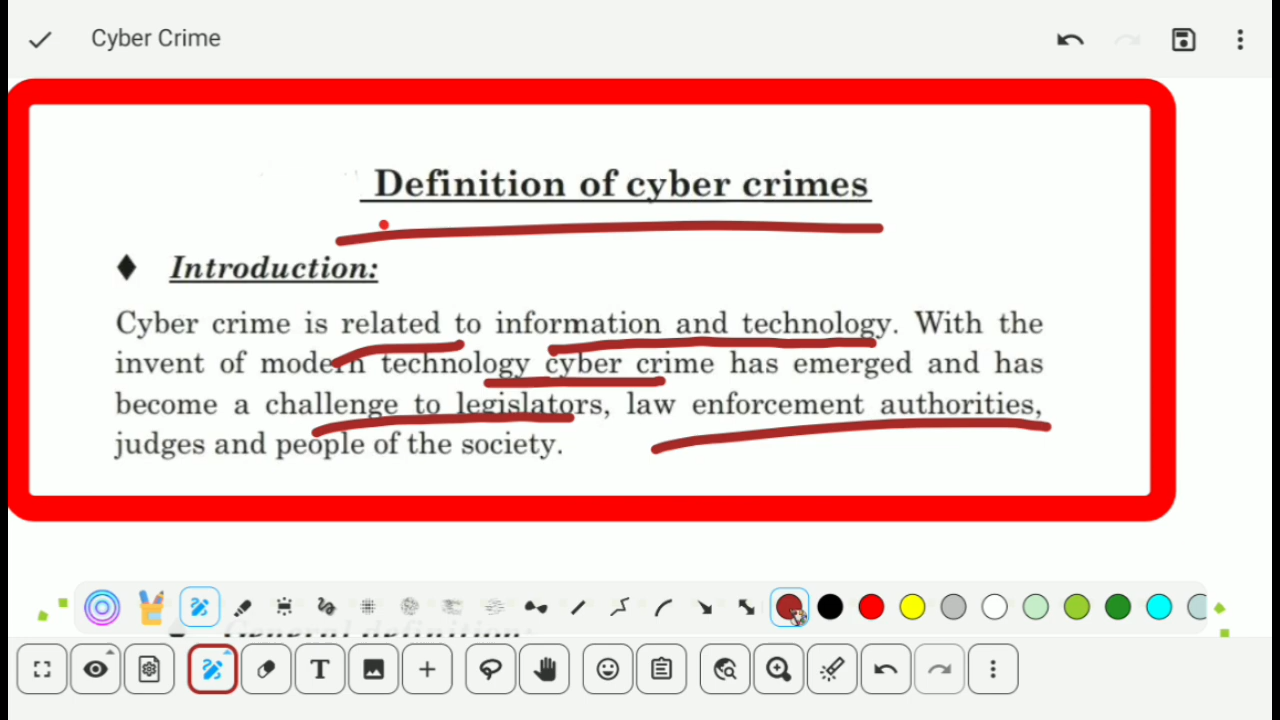 Cyber Crime
Definition of cyber crimes
Introduction:
Cyber crime is related to information and technology. With the
invent of modern technology cyber crime has emerged and has
become a challenge to legislators, law enforcement authorities,
judges and people of the society.
General definition:
T